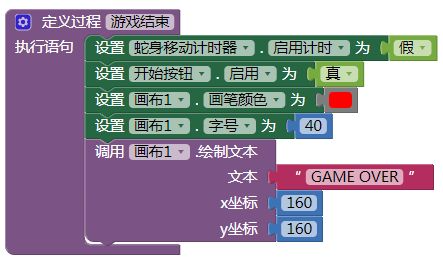 定义过程 游戏结束
执行语句 设置 蛇身移动计时器 . 启用计时 为 假
设置 开始按钮 . 启用 为 真
设置 画布1 . 画笔颜色 为
设置 画布1 . 字号 为 40
调用 画布1 .绘制文本
文本 “ GAME OVER ”
x坐标 160
y坐标 160